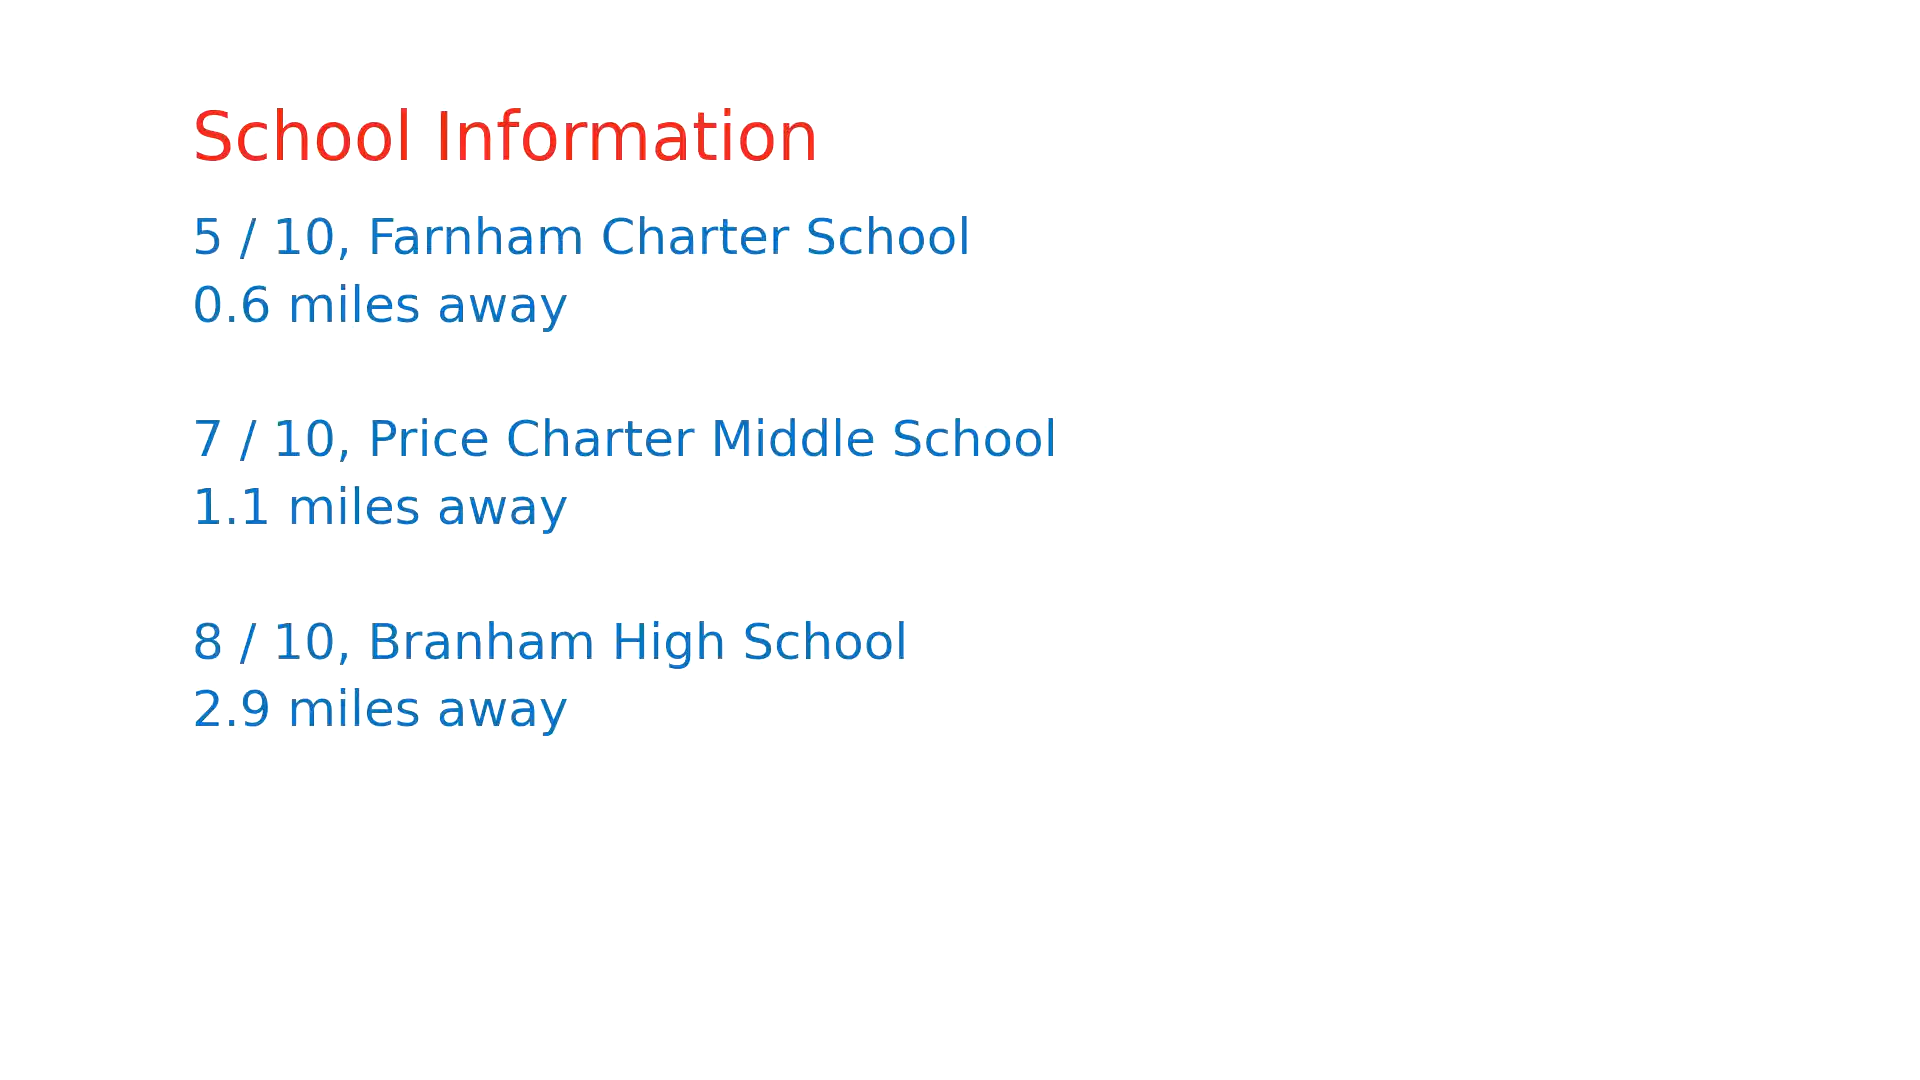 School Information
5 / 10, Farnham Charter School
0.6 miles away
7 / 10, Price Charter Middle School
1.1 miles away
8 / 10, Branham High School
2.9 miles away